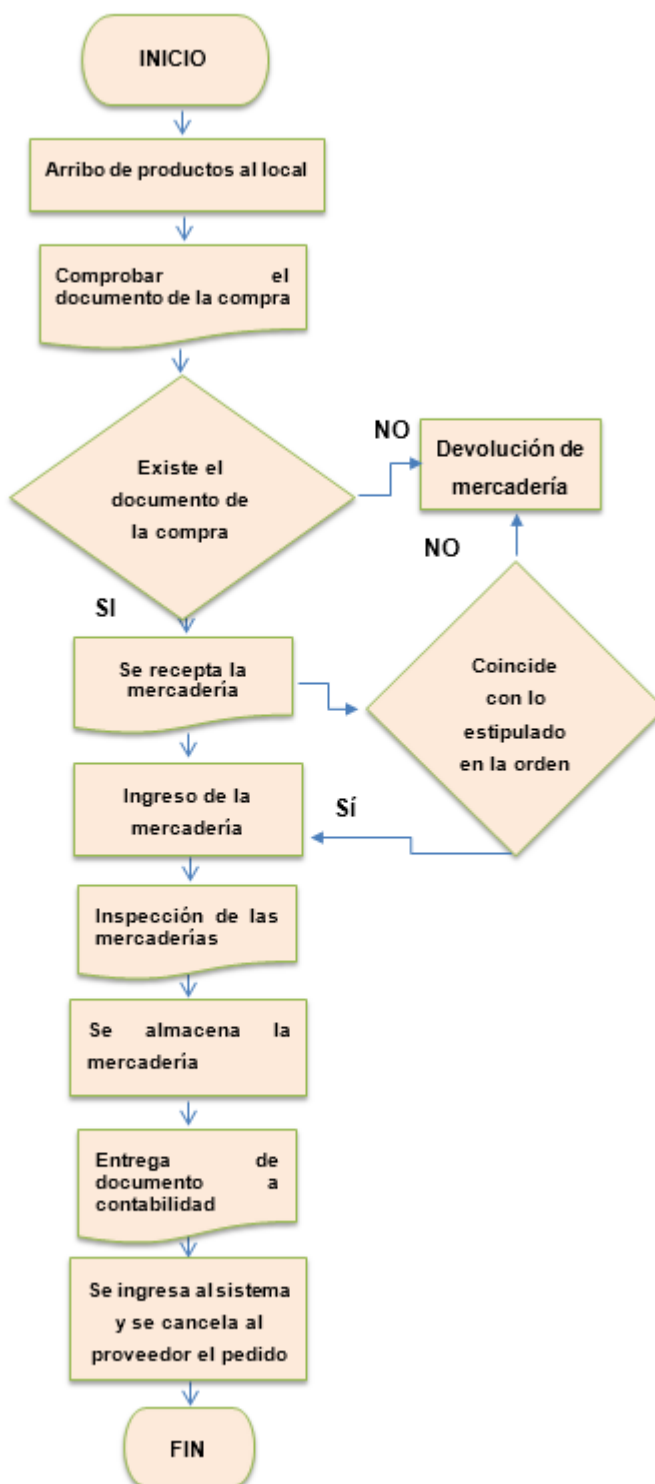 INICIO
Arribo de productos al local
Comprobar el
documento de la compra
Existe el
documento de
la compra
NO
Devolución de
mercadería
NO
SI
Se recepta la
mercadería
Coincide
con lo
estipulado
en la orden
Ingreso de la
mercadería
Sí
Inspección de las
mercaderías
Se almacena la
mercadería
Entrega de
documento a
contabilidad
Se ingresa al sistema
y se cancela al
proveedor el pedido
FIN